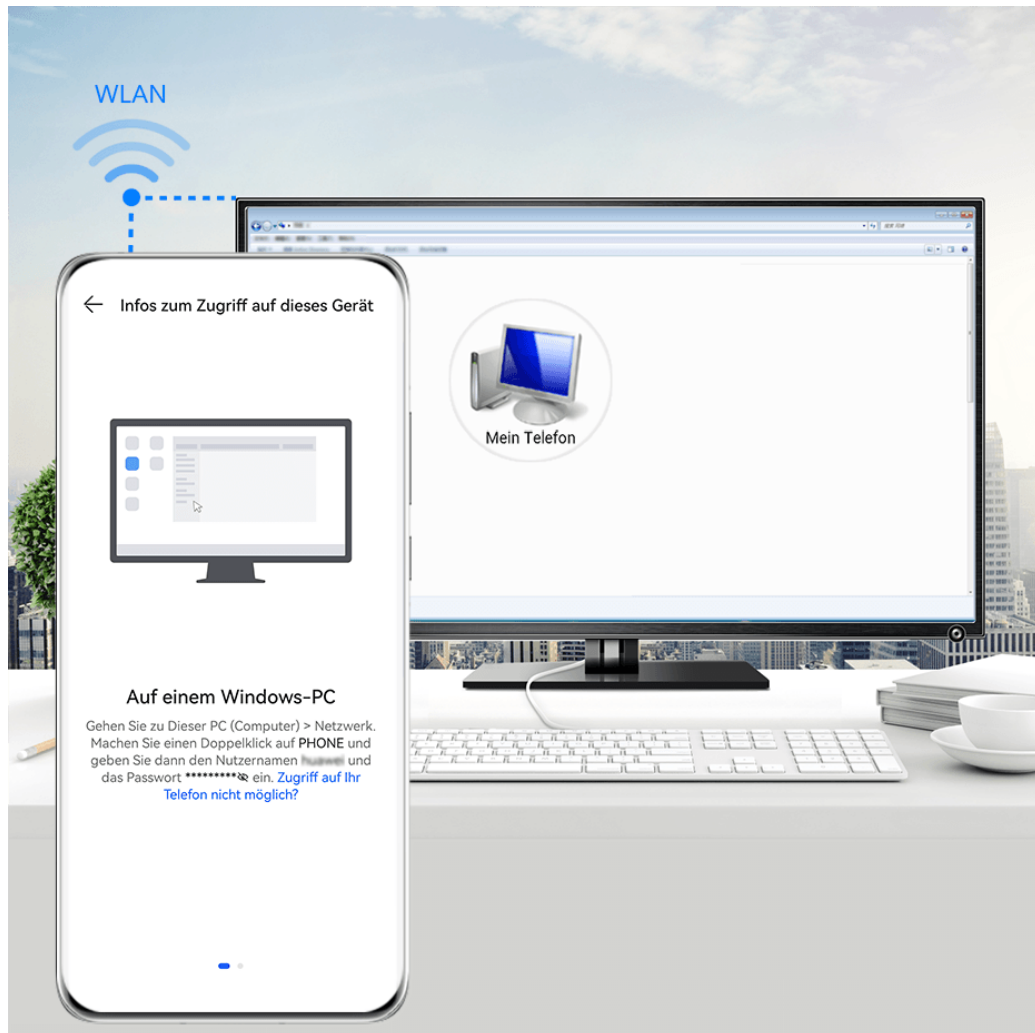 WLAN
Infos zum Zugriff auf dieses Gerät
Mein Telefon
Auf einem Windows-PC
Gehen Sie zu Dieser PC (Computer) > Netzwerk.
Machen Sie einen Doppelklick auf PHONE und
geben Sie dann den Nutzernamen huawei und
das Passwort ********* ein. Zugriff auf Ihr
Telefon nicht möglich?